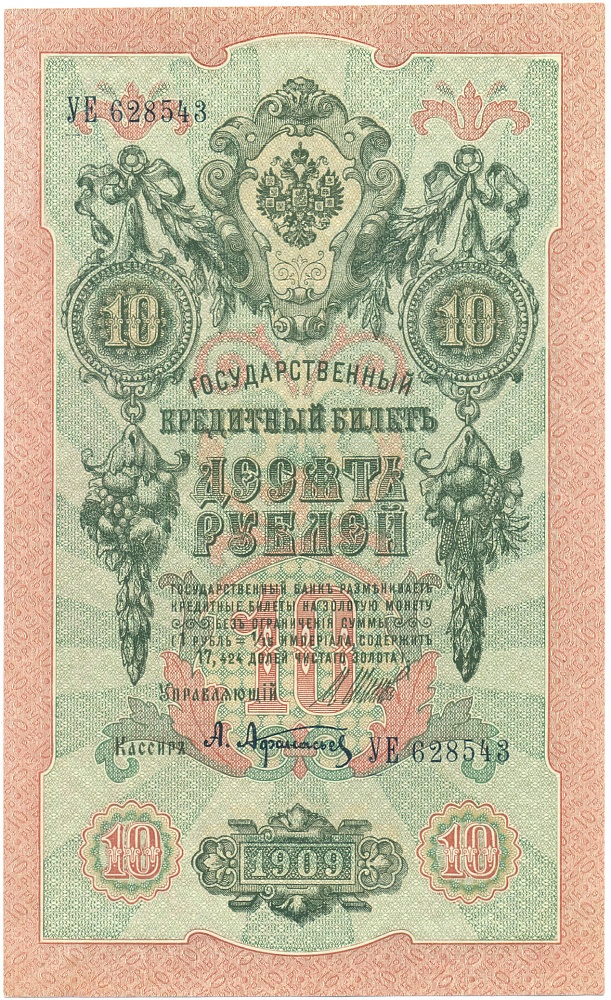 УЕ 628543
10 10
ГОСУДАРСТВЕННЫЙ
КРЕДИТНЫЙ БИЛЕТЪ
ДЕСЯТЬ
РУБЛЕЙ
ГОСУДАРСТВЕННЫЙ БАНКЪ РАЗМѢНИВАЕТЪ
КРЕДИТНЫЕ БИЛЕТЫ НА ЗОЛОТУЮ МОНЕТУ
БЕЗЪ ОГРАНИЧЕНІЯ СУММЫ
(1 РУБЛЬ = 1/15 ИМПЕРІАЛА, СОДЕРЖИТЪ
17,424 ДОЛЕЙ ЧИСТАГО ЗОЛОТА).
10
УПРАВЛЯЮЩІЙ
Кассиръ А. Афанасьев УЕ 628543
10 1909 10